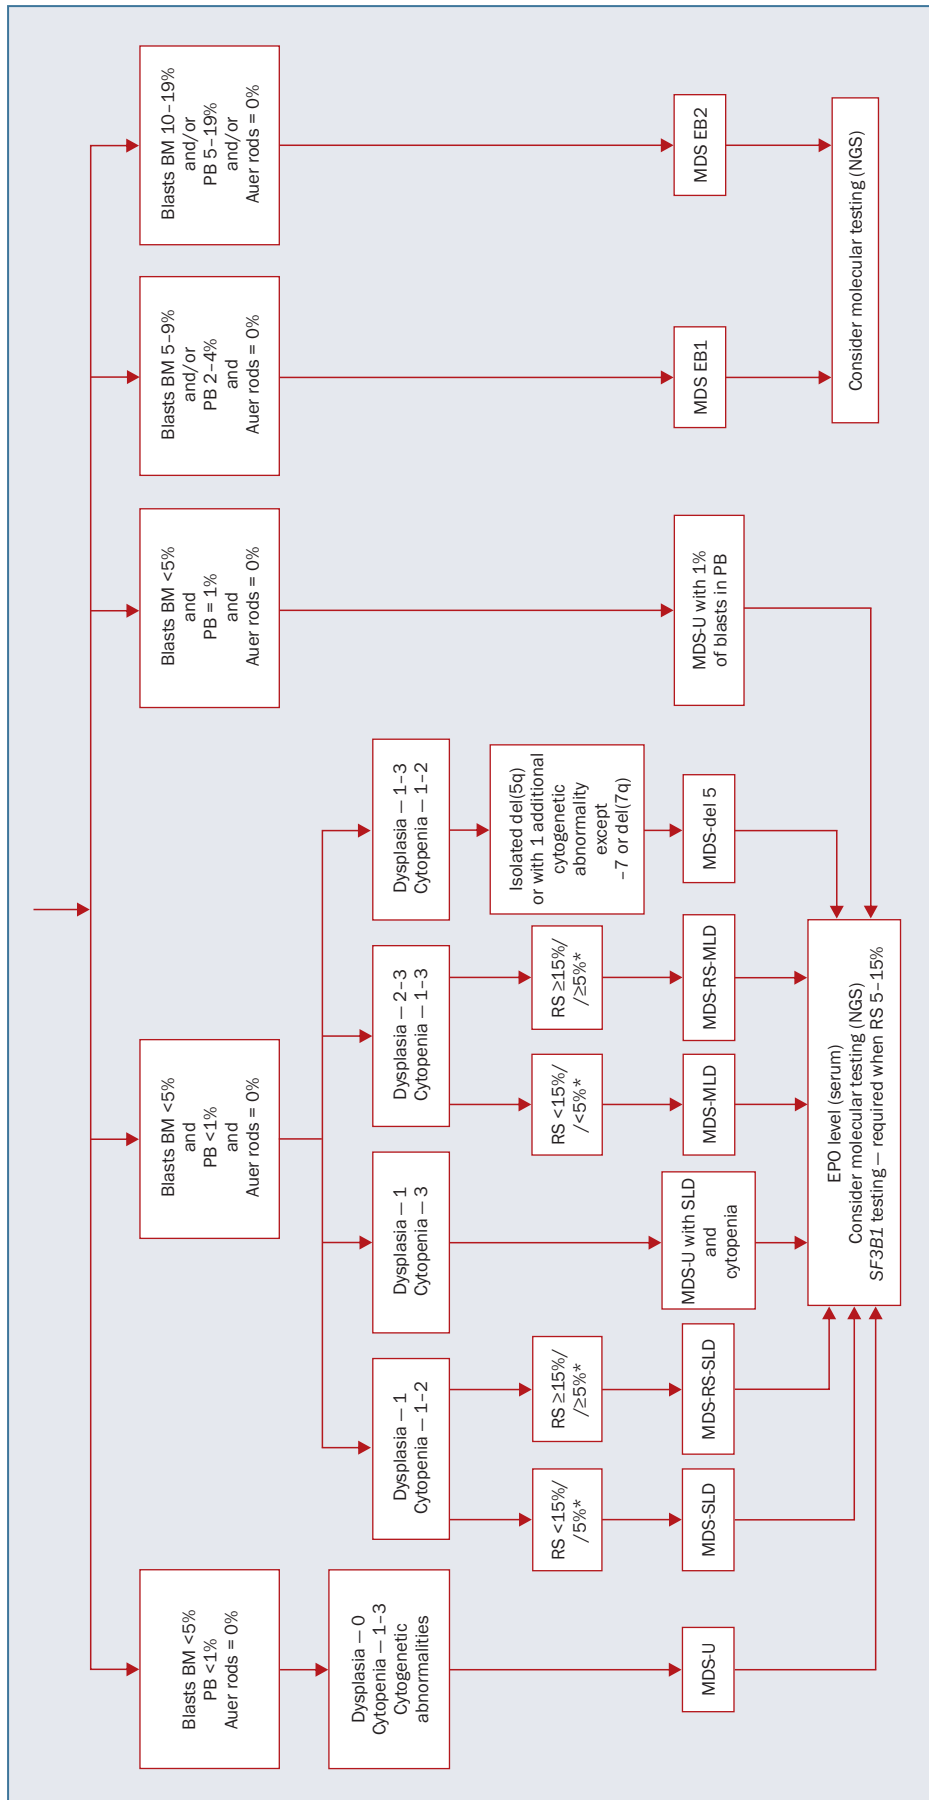 Blasts BM <5%
PB <1%
Auer rods = 0%
Blasts BM <5%
and
PB <1%
and
Auer rods = 0%
Blasts BM <5%
and
PB = 1%
and
Auer rods = 0%
Blasts BM 5–9%
and/or
PB 2–4%
and
Auer rods = 0%
Blasts BM 10–19%
and/or
PB 5–19%
and/or
Auer rods = 0%
Dysplasia — 0
Cytopenia — 1–3
Cytogenetic
abnormalities
Dysplasia — 1
Cytopenia — 1–2
Dysplasia — 1
Cytopenia — 3
Dysplasia — 2–3
Cytopenia — 1–3
Dysplasia — 1–3
Cytopenia — 1–2
RS <15%/
/5%*
RS ≥15%/
/≥5%*
RS <15%/
/<5%*
RS ≥15%/
/≥5%*
Isolated del(5q)
or with 1 additional
cytogenetic
abnormality
except
–7 or del(7q)
MDS-U
MDS-SLD
MDS-RS-SLD
MDS-U with SLD
and
cytopenia
MDS-MLD
MDS-RS-MLD
MDS-del 5
MDS-U with 1%
of blasts in PB
MDS EB1
MDS EB2
EPO level (serum)
Consider molecular testing (NGS)
SF3B1 testing — required when RS 5–15%
Consider molecular testing (NGS)